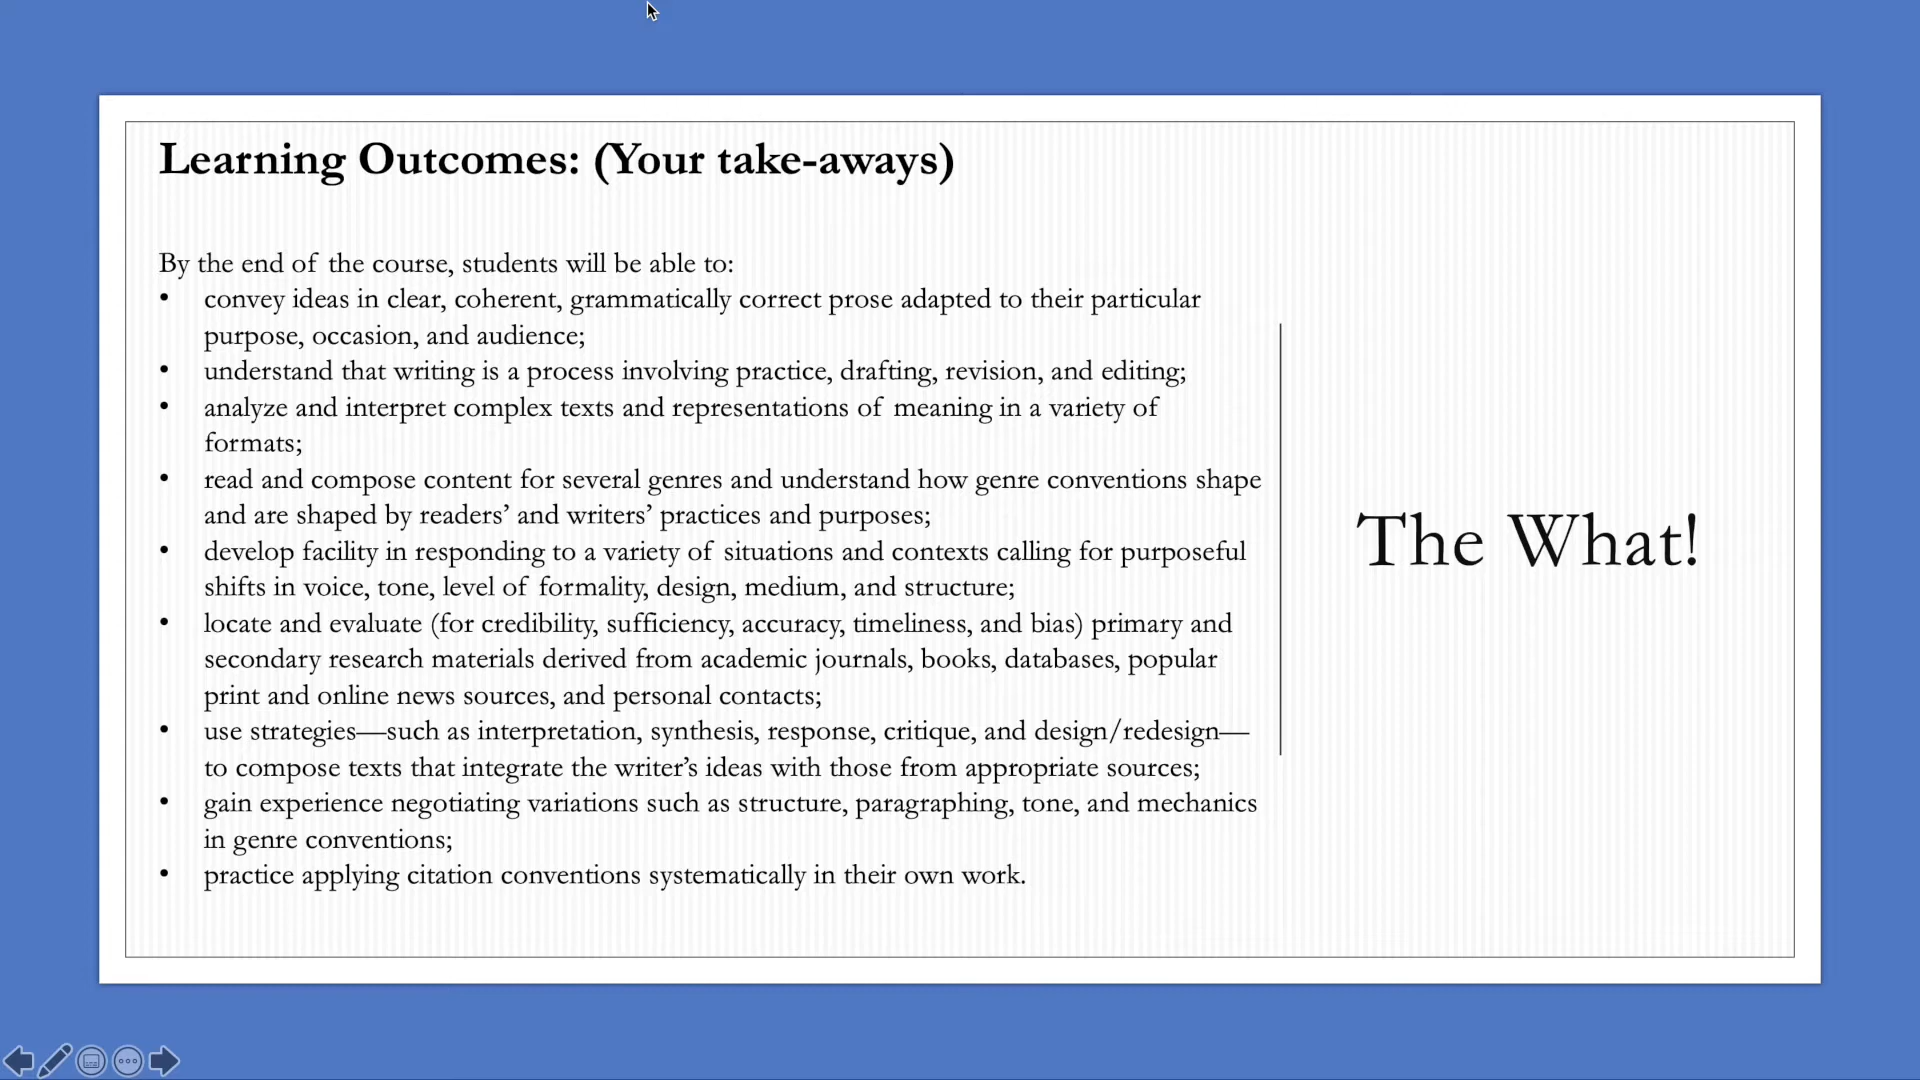 Learning Outcomes: (Your take-aways)
By the end of the course, students will be able to:
• convey ideas in clear, coherent, grammatically correct prose adapted to their particular
purpose, occasion, and audience;
• understand that writing is a process involving practice, drafting, revision, and editing;
• analyze and interpret complex texts and representations of meaning in a variety of
formats;
• read and compose content for several genres and understand how genre conventions shape
and are shaped by readers’ and writers’ practices and purposes;
• develop facility in responding to a variety of situations and contexts calling for purposeful
shifts in voice, tone, level of formality, design, medium, and structure;
• locate and evaluate (for credibility, sufficiency, accuracy, timeliness, and bias) primary and
secondary research materials derived from academic journals, books, databases, popular
print and online news sources, and personal contacts;
• use strategies—such as interpretation, synthesis, response, critique, and design/redesign—
to compose texts that integrate the writer’s ideas with those from appropriate sources;
• gain experience negotiating variations such as structure, paragraphing, tone, and mechanics
in genre conventions;
• practice applying citation conventions systematically in their own work.
The What!